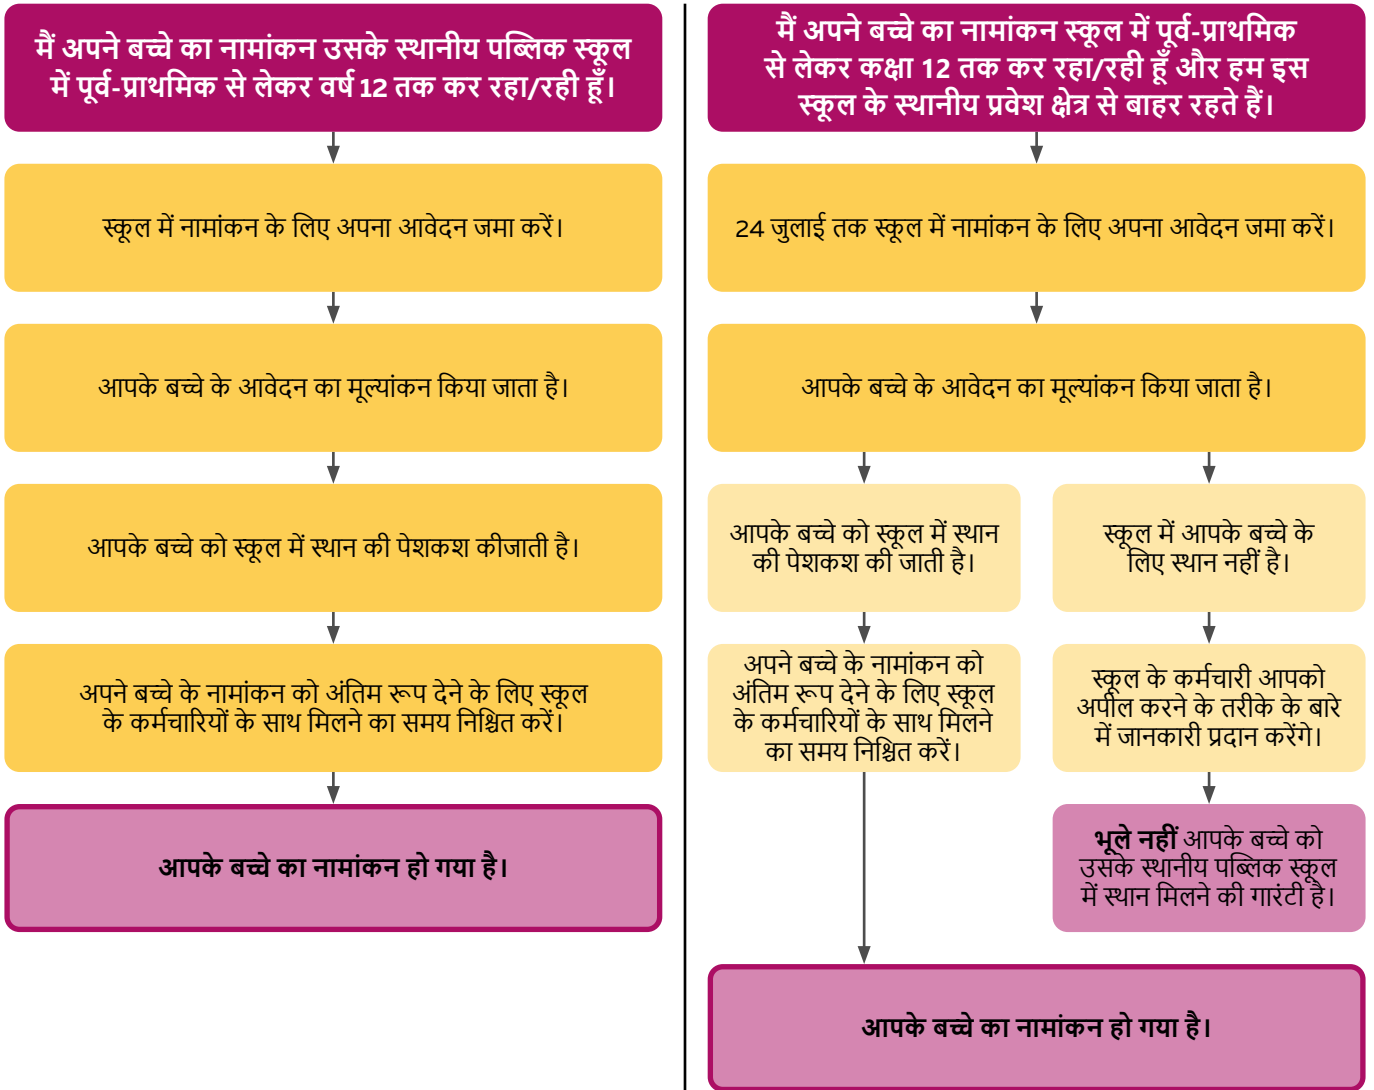 मैं अपने बच्चे का नामांकन उसके स्थानीय पब्लिक स्कूल
में पूर्व-प्राथमिक से लेकर वर्ष 12 तक कर रहा/रही हूँ।
स्कूल में नामांकन के लिए अपना आवेदन जमा करें।
आपके बच्चे के आवेदन का मूल्यांकन किया जाता है।
आपके बच्चे को स्कूल में स्थान की पेशकश कीजाती है।
अपने बच्चे के नामांकन को अंतिम रूप देने के लिए स्कूल
के कर्मचारियों के साथ मिलने का समय निश्चित करें।
आपके बच्चे का नामांकन हो गया है।
मैं अपने बच्चे का नामांकन स्कूल में पूर्व-प्राथमिक
से लेकर कक्षा 12 तक कर रहा/रही हूँ और हम इस
स्कूल के स्थानीय प्रवेश क्षेत्र से बाहर रहते हैं।
24 जुलाई तक स्कूल में नामांकन के लिए अपना आवेदन जमा करें।
आपके बच्चे के आवेदन का मूल्यांकन किया जाता है।
आपके बच्चे को स्कूल में स्थान
की पेशकश की जाती है।
अपने बच्चे के नामांकन को
अंतिम रूप देने के लिए स्कूल
के कर्मचारियों के साथ मिलने
का समय निश्चित करें।
स्कूल में आपके बच्चे के
लिए स्थान नहीं है।
स्कूल के कर्मचारी आपको
अपील करने के तरीके के बारे
में जानकारी प्रदान करेंगे।
भूले नहीं आपके बच्चे को
उसके स्थानीय पब्लिक स्कूल
में स्थान मिलने की गारंटी है।
आपके बच्चे का नामांकन हो गया है।